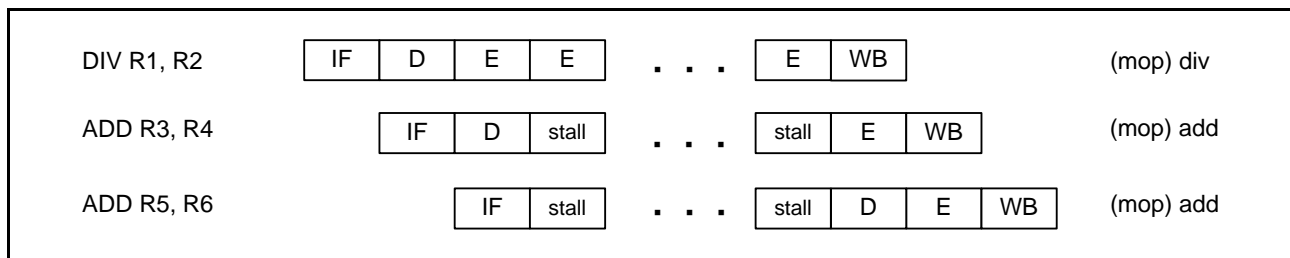 DIV R1, R2 IF D E E . . . E WB (mop) div
ADD R3, R4 IF D stall . . . stall E WB (mop) add
ADD R5, R6 IF stall . . . stall D E WB (mop) add